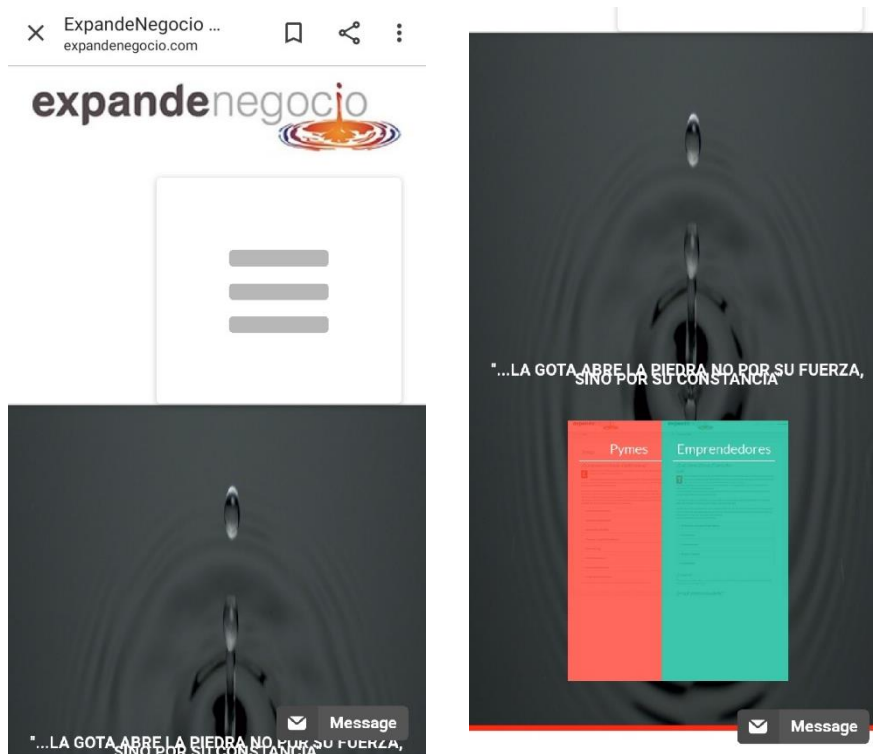 ExpandeNegocio ...
expandenegocio.com
expandenegocio
"...LA GOTA ABRE LA PIEDRA NO POR SU FUERZA,
SINO POR SU CONSTANCIA"
Message
"...LA GOTA ABRE LA PIEDRA NO POR SU FUERZA,
SINO POR SU CONSTANCIA"
Pymes
Emprendedores
Message